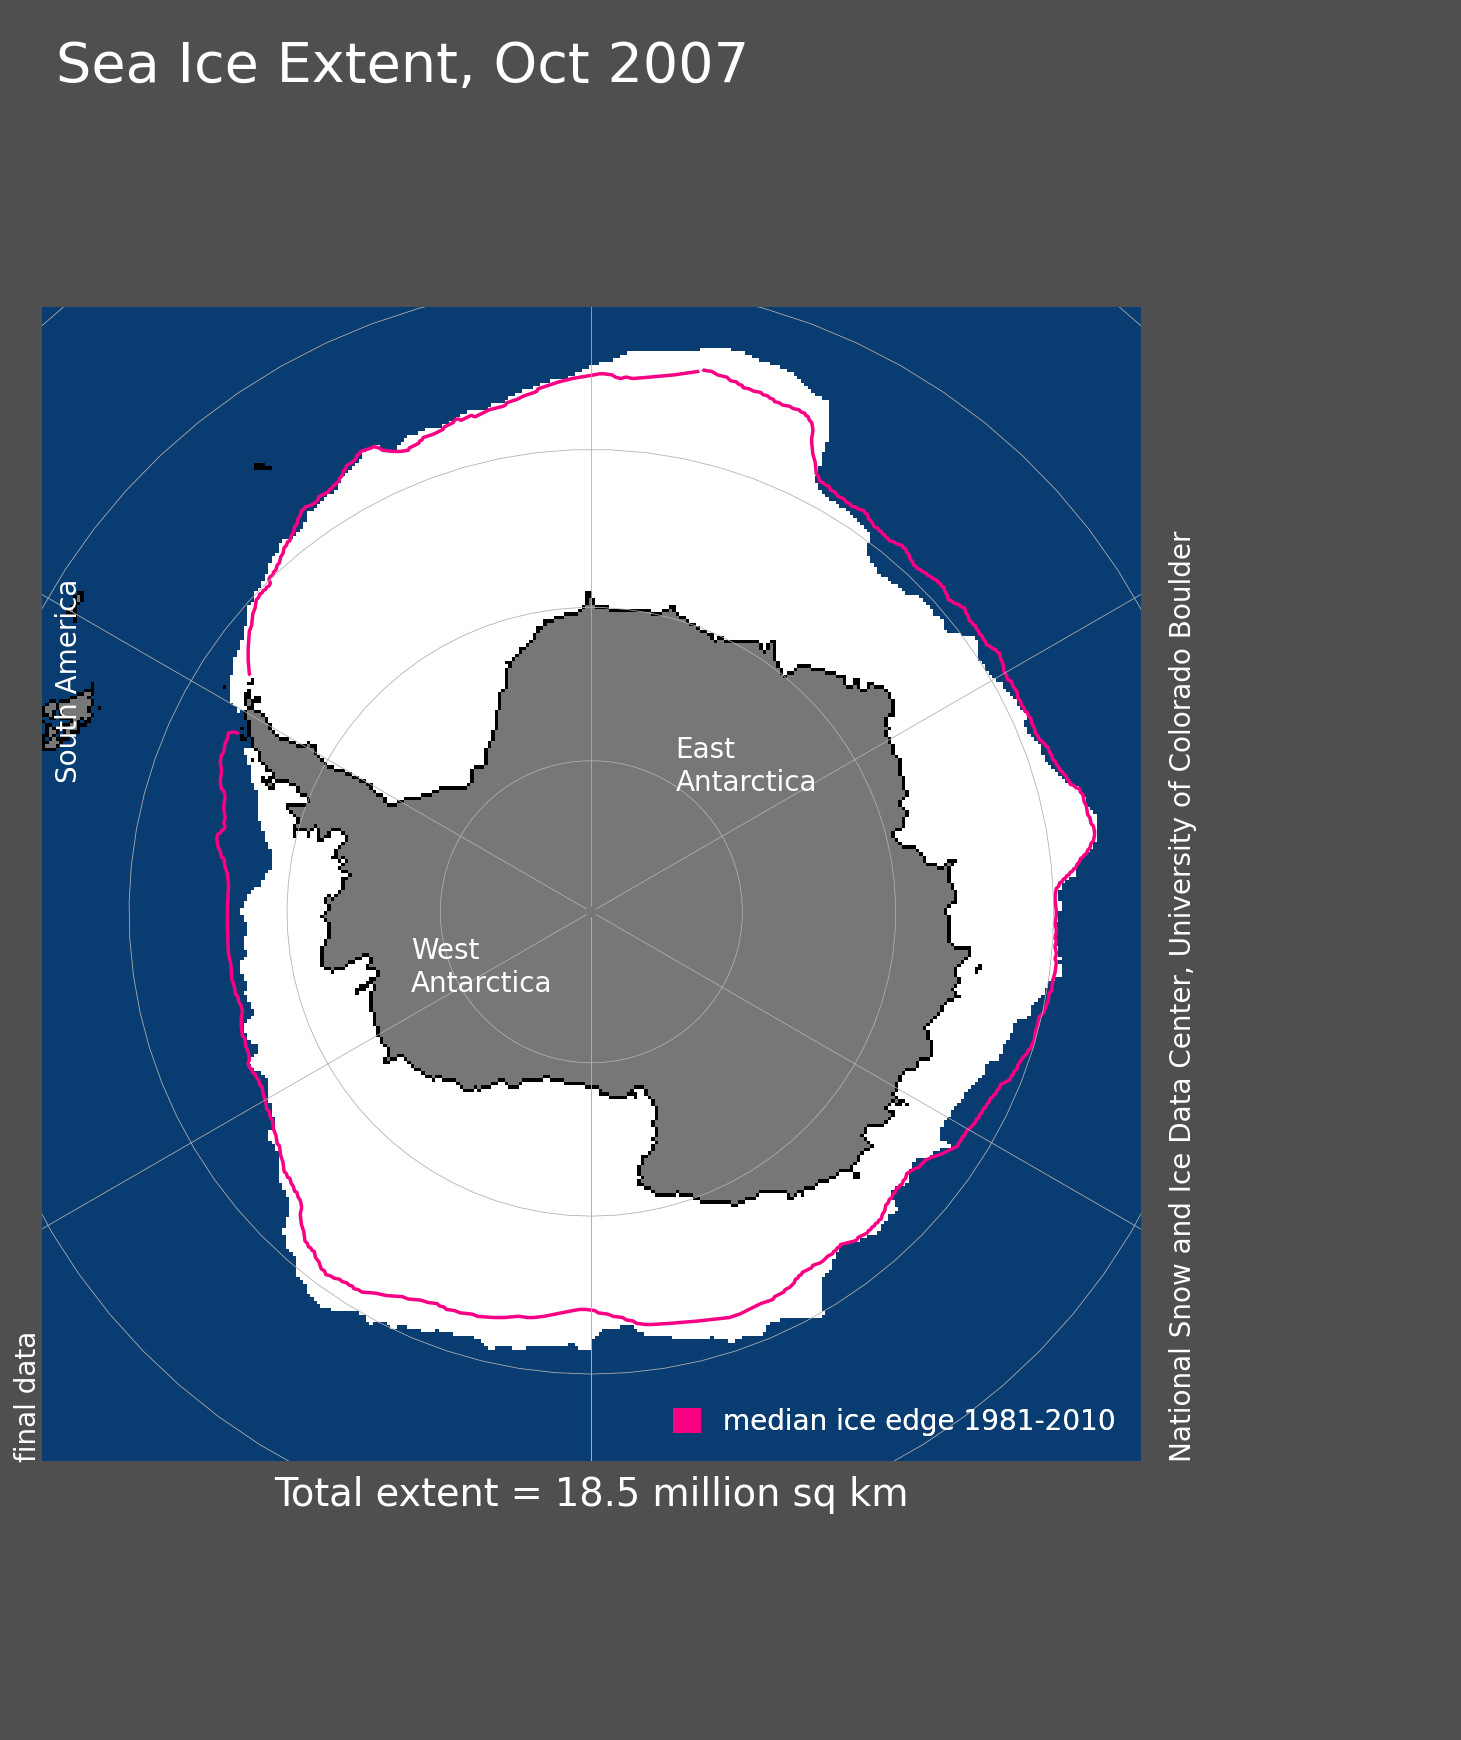 Sea Ice Extent, Oct 2007
South America
East
Antarctica
West
Antarctica
National Snow and Ice Data Center, University of Colorado Boulder
final data
median ice edge 1981-2010
Total extent = 18.5 million sq km